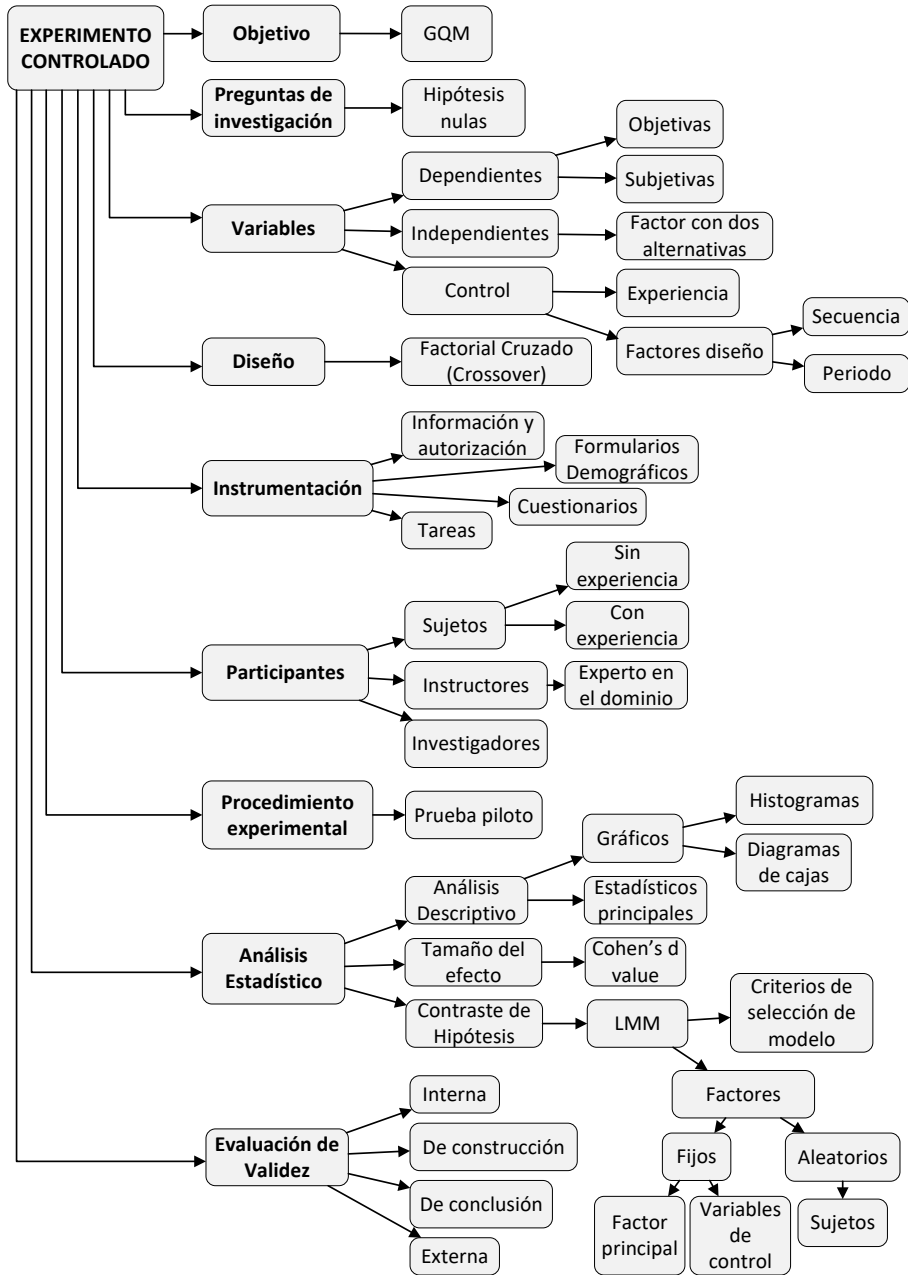 EXPERIMENTO
CONTROLADO
Objetivo
GQM
Preguntas de
investigación
Hipótesis
nulas
Variables
Dependientes
Objetivas
Subjetivas
Independientes
Factor con dos
alternativas
Control
Experiencia
Factores diseño
Secuencia
Periodo
Diseño
Factorial Cruzado
(Crossover)
Instrumentación
Información y
autorización
Formularios
Demográficos
Cuestionarios
Tareas
Participantes
Sujetos
Sin
experiencia
Con
experiencia
Instructores
Experto en
el dominio
Investigadores
Procedimiento
experimental
Prueba piloto
Análisis
Estadístico
Análisis
Descriptivo
Gráficos
Histogramas
Diagramas
de cajas
Estadísticos
principales
Tamaño del
efecto
Cohen’s d
value
Contraste de
Hipótesis
LMM
Criterios de
selección de
modelo
Factores
Fijos
Factor
principal
Variables
de
control
Aleatorios
Sujetos
Evaluación de
Validez
Interna
De construcción
De conclusión
Externa